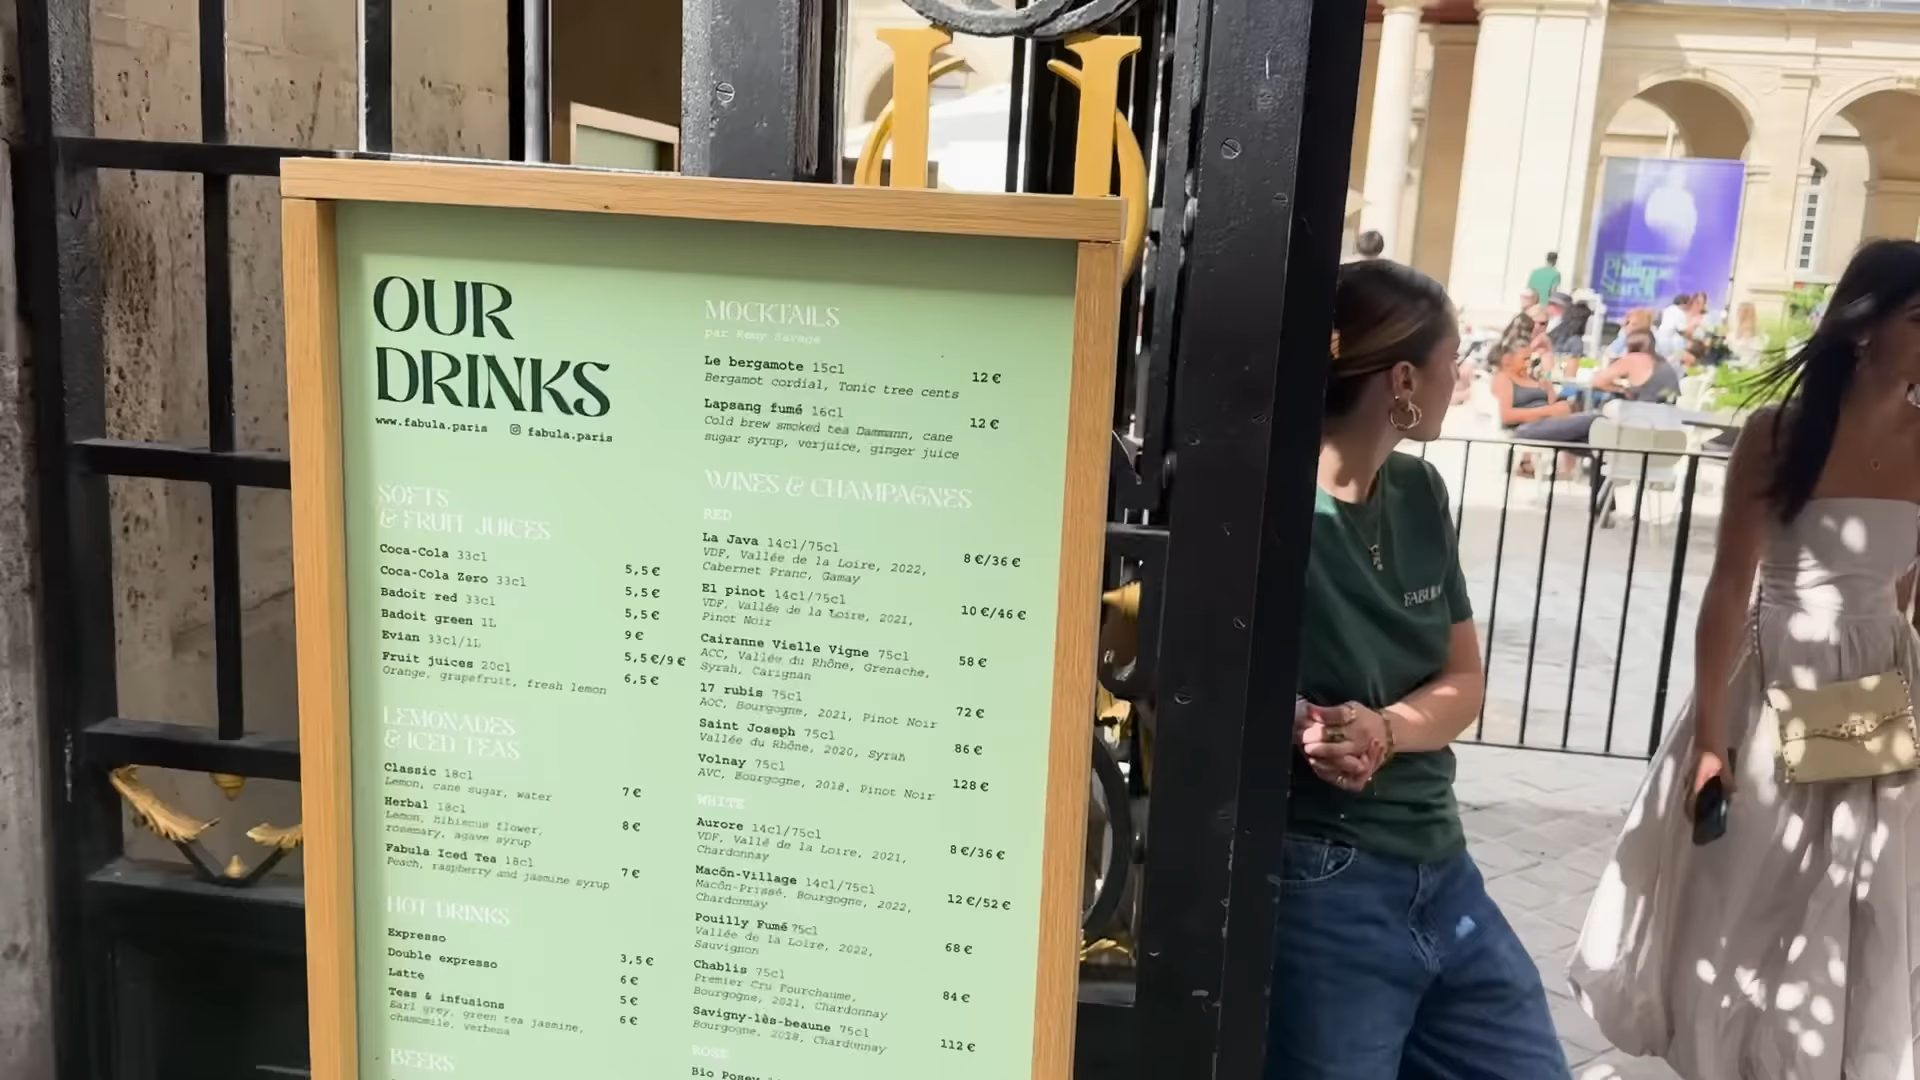 OUR
DRINKS
www.fabula.paris fabula.paris
SOFTS
& FRUIT JUICES
Coca-Cola 33cl 5,5 €
Coca-Cola Zero 33cl 5,5 €
Badoit red 33cl 5,5 €
Badoit green 1L 9 €
Evian 33cl/1L 5,5 €/9 €
Fruit juices 20cl 6,5 €
Orange, grapefruit, fresh lemon
LEMONADES
& ICED TEAS
Classic 18cl 7 €
Lemon, cane sugar, water
Herbal 18cl 8 €
Lemon, hibiscus flower,
rosemary, agave syrup
Fabula Iced Tea 18cl 7 €
Peach, raspberry and jasmine syrup
HOT DRINKS
Expresso 3,5 €
Double expresso 6 €
Latte 5 €
Teas & infusions 6 €
Earl grey, green tea jasmine,
chamomile, verbena
BEERS
MOCKTAILS
par Remy Savage
Le bergamote 15cl 12 €
Bergamot cordial, Tonic tree cents
Lapsang fumé 16cl 12 €
Cold brew smoked tea Dammann, cane
sugar syrup, verjuice, ginger juice
WINES & CHAMPAGNES
RED
La Java 14cl/75cl 8 €/36 €
VDF, Vallée de la Loire, 2022,
Cabernet Franc, Gamay
El pinot 14cl/75cl 10 €/46 €
VDF, Vallée de la Loire, 2021,
Pinot Noir
Cairanne Vielle Vigne 75cl 58 €
ACC, Vallée du Rhône, Grenache,
Syrah, Carignan
17 rubis 75cl 72 €
AOC, Bourgogne, 2021, Pinot Noir
Saint Joseph 75cl 86 €
Vallée du Rhône, 2020, Syrah
Volnay 75cl 128 €
AVC, Bourgogne, 2018, Pinot Noir
WHITE
Aurore 14cl/75cl 8 €/36 €
VDF, Vallé de la Loire, 2021,
Chardonnay
Macôn-Village 14cl/75cl 12 €/52 €
Macôn-Prissé, Bourgogne, 2022,
Chardonnay
Pouilly Fumé 75cl 68 €
Vallée de la Loire, 2022,
Sauvignon
Chablis 75cl 84 €
Premier Cru Fourchaume,
Bourgogne, 2021, Chardonnay
Savigny-lès-beaune 75cl 112 €
Bourgogne, 2018, Chardonnay
ROSÉ
Bio Posey
FABULA
Philippe
Starck